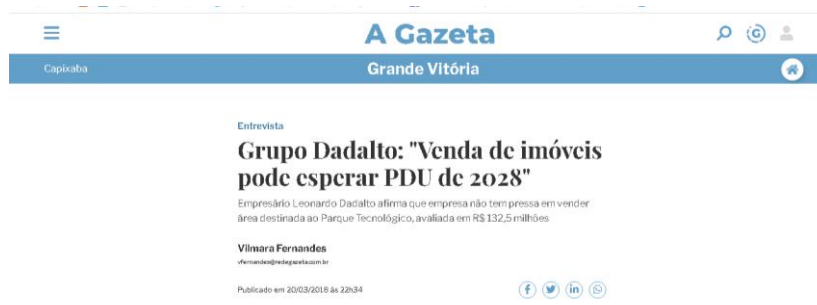 A Gazeta
Capixaba
Grande Vitória
Entrevista
Grupo Dadalto: "Venda de imóveis
pode esperar PDU de 2028"
Empresário Leonardo Dadalto afirma que empresa não tem pressa em vender
área destinada ao Parque Tecnológico, avaliada em R$ 132,5 milhões
Vilmara Fernandes
vfernandes@redegazeta.com.br
Publicado em 20/03/2018 às 22h34